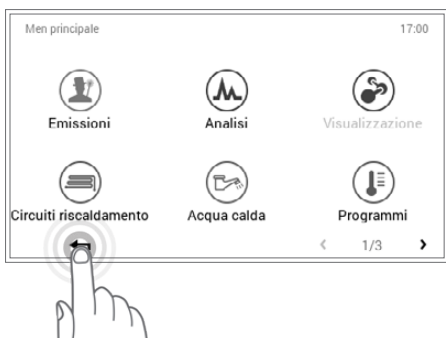 Men principale 17:00
Emissioni Analisi Visualizzazione
Circuiti riscaldamento Acqua calda Programmi
1/3